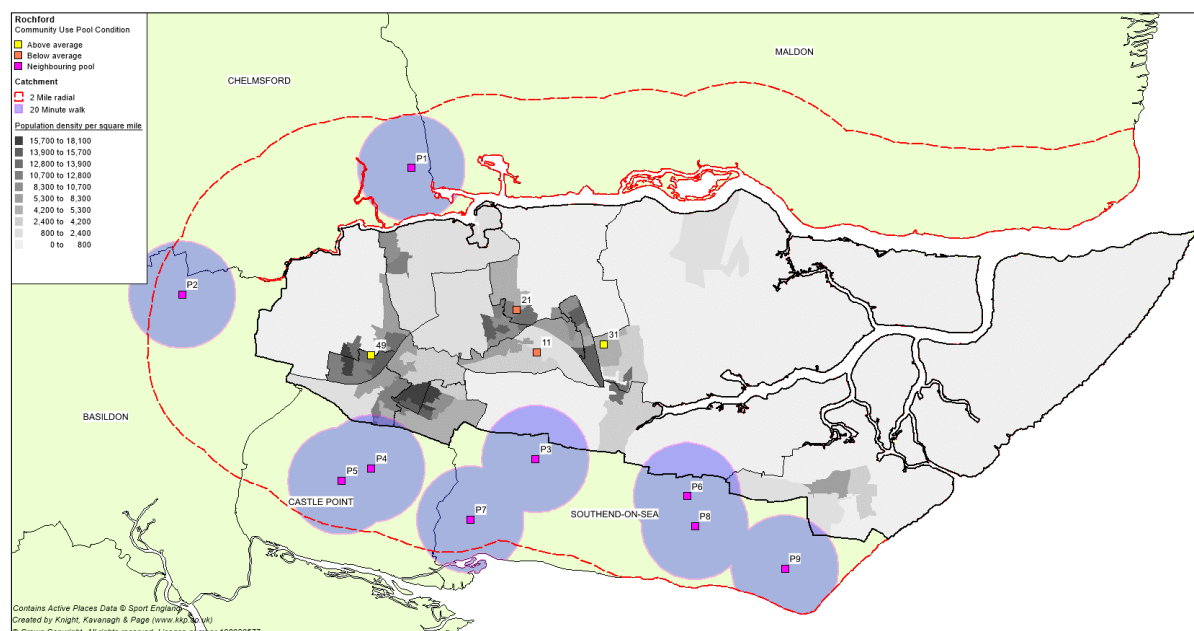 Rochford
Community Use Pool Condition
Above average
Below average
Neighbouring pool
Catchment
2 Mile radial
20 Minute walk
Population density per square mile
15,700 to 18,100
13,900 to 15,700
12,800 to 13,900
10,700 to 12,800
8,300 to 10,700
5,300 to 8,300
4,200 to 5,300
2,400 to 4,200
800 to 2,400
0 to 800
MALDON
CHELMSFORD
P1
P2
21
31
49
11
BASILDON
P3
P4
P5
CASTLE POINT
P6
P7
SOUTHEND-ON-SEA
P8
P9
Contains Active Places Data © Sport England
Created by Knight, Kavanagh & Page (www.kkp.co.uk)
© Crown Copyright. All rights reserved.